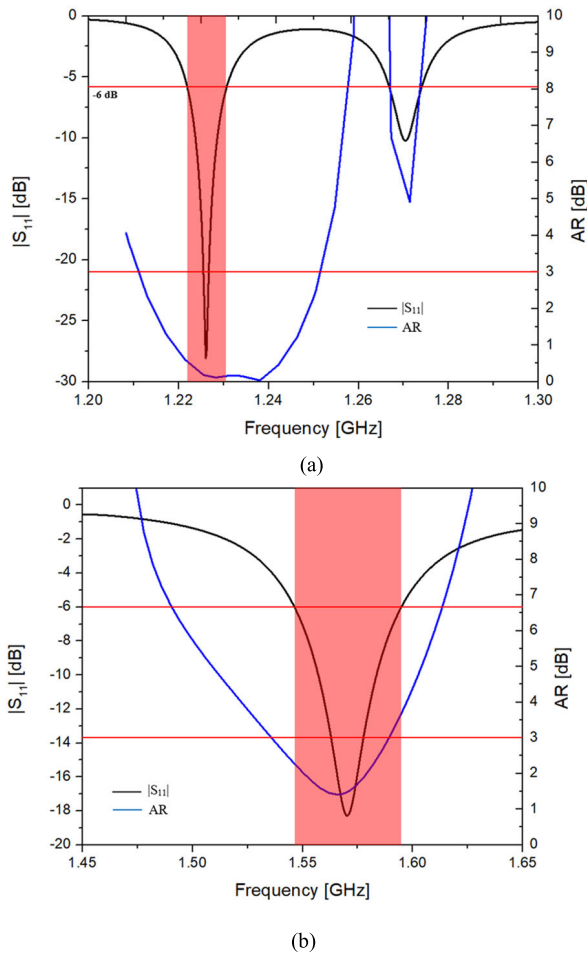 0
-5
-10
-15
-20
-25
-30
|S₁₁| [dB]
-6 dB
10
9
8
7
6
5
4
3
2
1
0
AR [dB]
|S₁₁|
AR
1.20 1.22 1.24 1.26 1.28 1.30
Frequency [GHz]
(a)
0
-2
-4
-6
-8
-10
-12
-14
-16
-18
-20
|S₁₁| [dB]
10
9
8
7
6
5
4
3
2
1
0
AR [dB]
|S₁₁|
AR
1.45 1.50 1.55 1.60 1.65
Frequency [GHz]
(b)